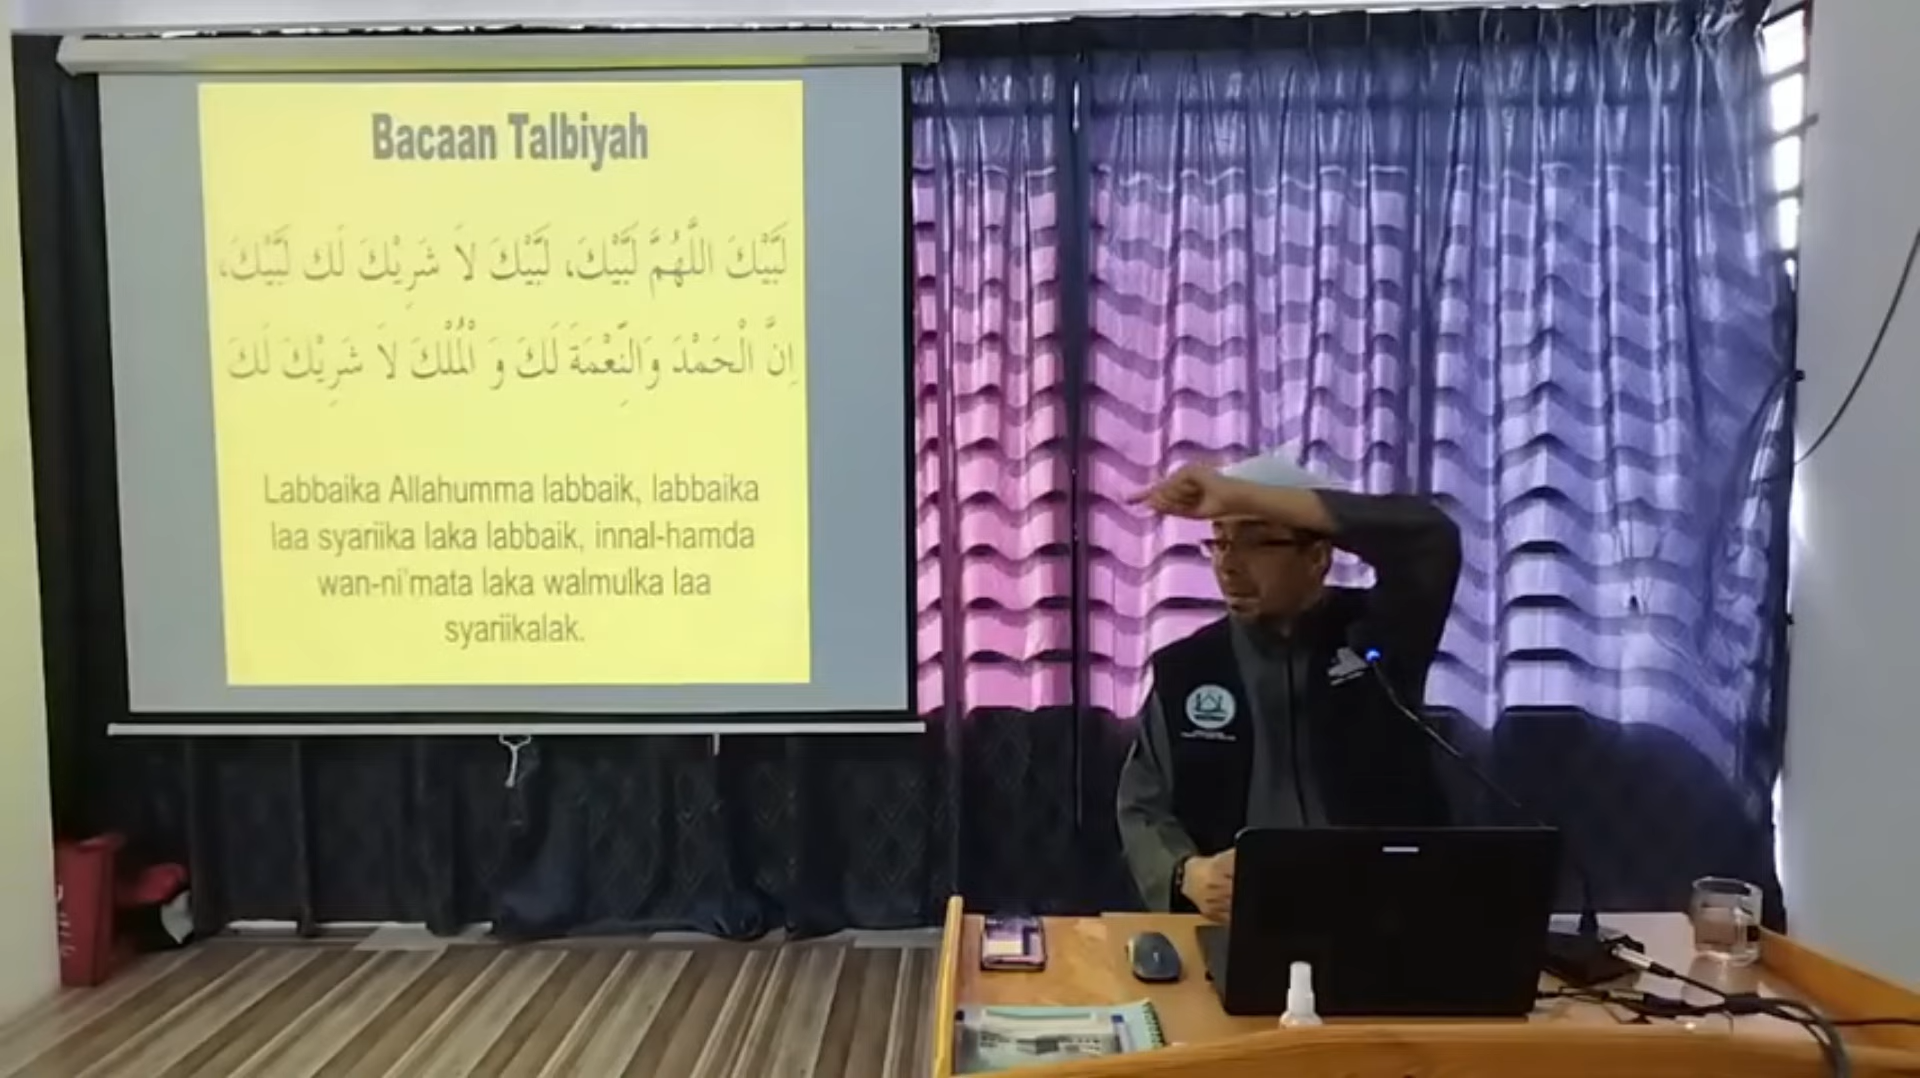 Bacaan Talbiyah
لَبَّيْكَ اللَّهُمَّ لَبَّيْكَ، لَبَّيْكَ لاَ شَرِيْكَ لَكَ لَبَّيْكَ،
اِنَّ الْحَمْدَ وَالنِّعْمَةَ لَكَ وَ الْمُلْكَ لاَ شَرِيْكَ لَكَ
Labbaika Allahumma labbaik, labbaika
laa syariika laka labbaik, innal-hamda
wan-ni'mata laka walmulka laa
syariikalak.